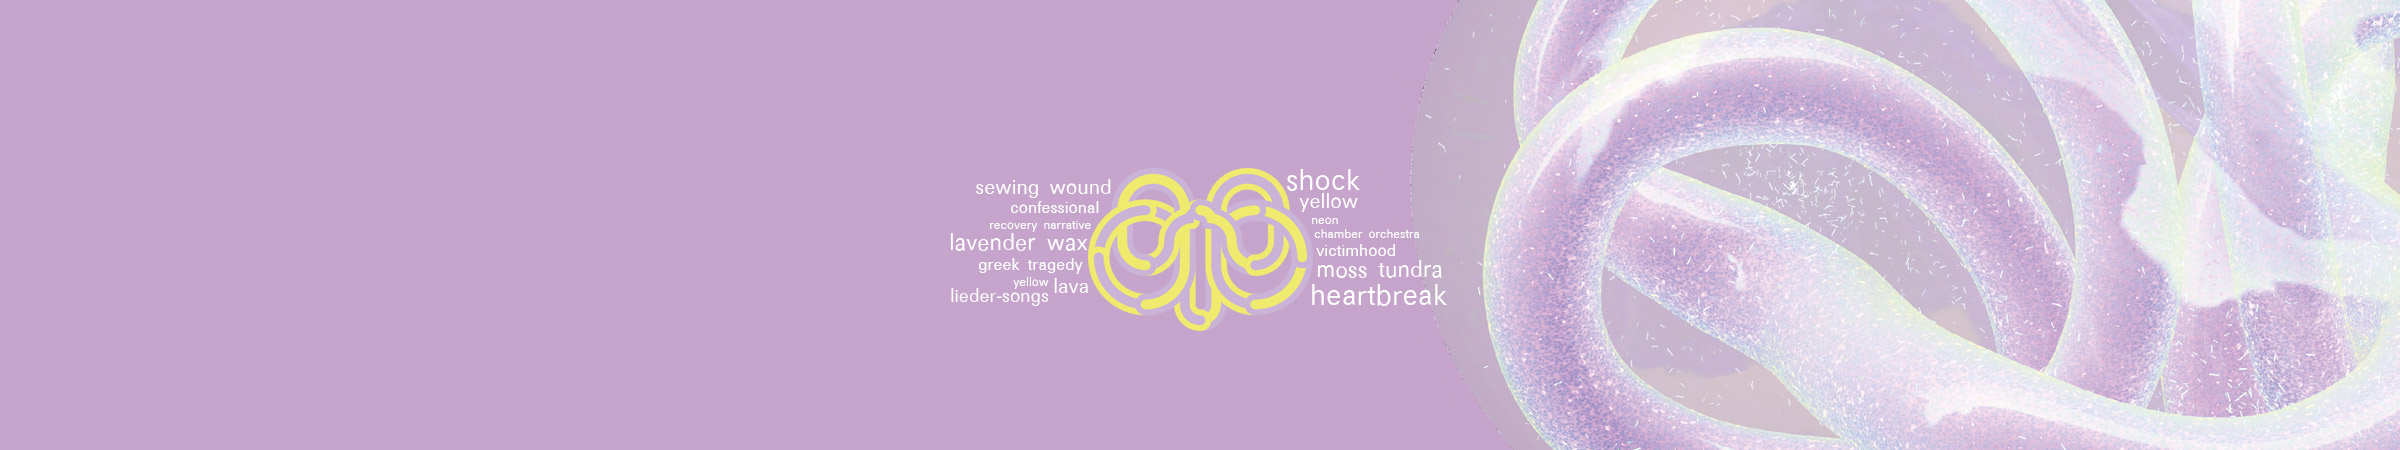 sewing wound
confessional
recovery narrative
lavender wax
greek tragedy
yellow lava
lieder-songs
shock
yellow
neon
chamber orchestra
victimhood
moss tundra
heartbreak